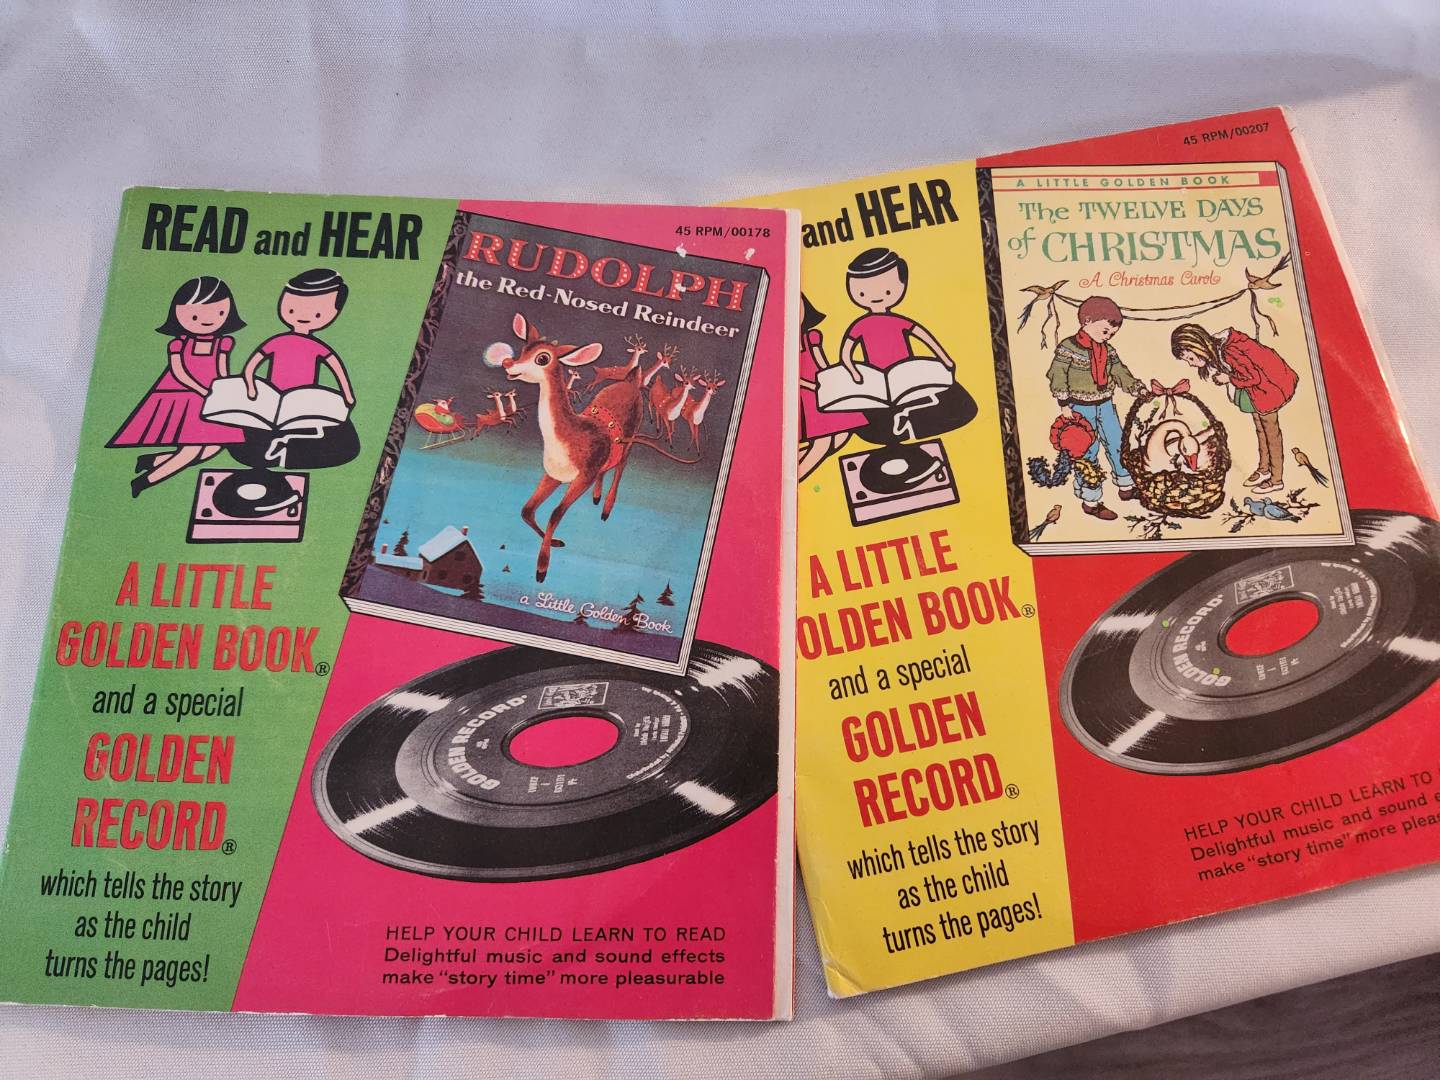 READ and HEAR
45 RPM/00178
RUDOLPH
the Red-Nosed Reindeer
a Little Golden Book
A LITTLE
GOLDEN BOOK®
and a special
GOLDEN
RECORD®
which tells the story
as the child
turns the pages!
GOLDEN RECORD
HELP YOUR CHILD LEARN TO READ
Delightful music and sound effects
make "story time" more pleasurable
and HEAR
45 RPM/00207
A LITTLE GOLDEN BOOK
The TWELVE DAYS
of CHRISTMAS
A Christmas Carol
A LITTLE
OLDEN BOOK®
and a special
GOLDEN
RECORD®
which tells the story
as the child
turns the pages!
GOLDEN RECORD
HELP YOUR CHILD LEARN TO
Delightful music and sound
make "story time" more